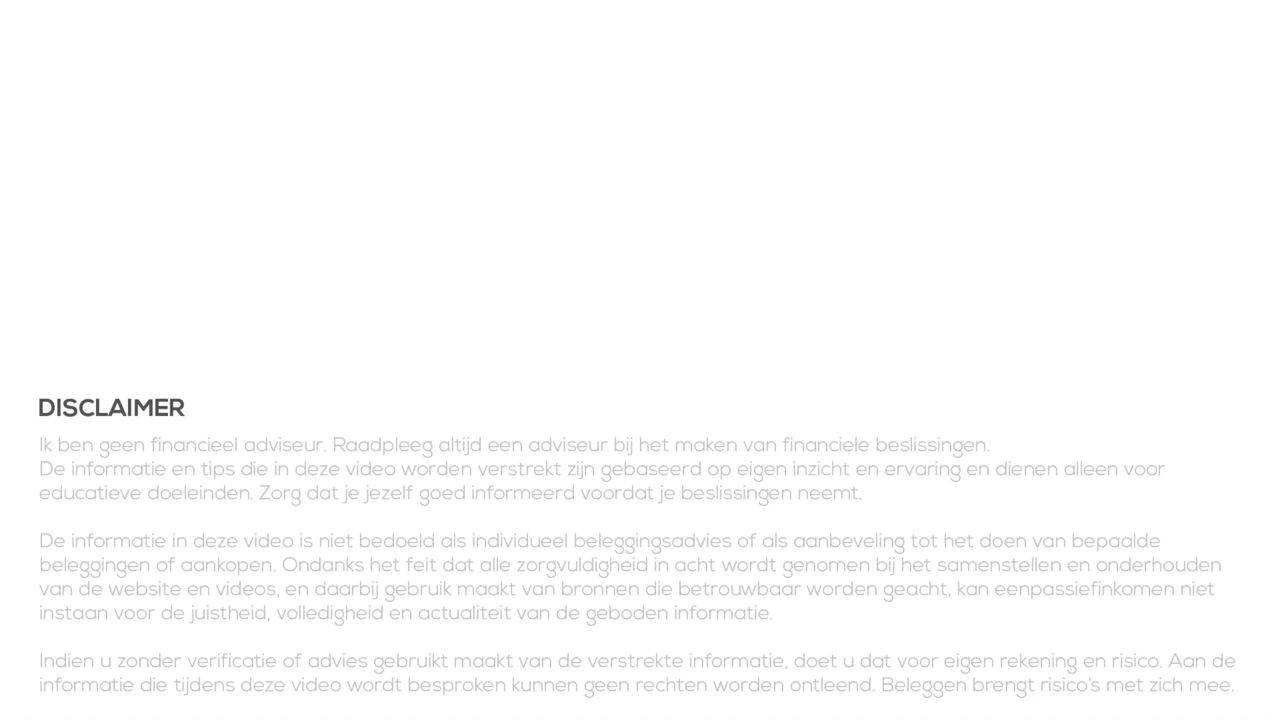 DISCLAIMER
Ik ben geen financieel adviseur. Raadpleeg altijd een adviseur bij het maken van financiele beslissingen.
De informatie en tips die in deze video worden verstrekt zijn gebaseerd op eigen inzicht en ervaring en dienen alleen voor
educatieve doeleinden. Zorg dat je jezelf goed informeerd voordat je beslissingen neemt.
De informatie in deze video is niet bedoeld als individueel beleggingsadvies of als aanbeveling tot het doen van bepaalde
beleggingen of aankopen. Ondanks het feit dat alle zorgvuldigheid in acht wordt genomen bij het samenstellen en onderhouden
van de website en videos, en daarbij gebruik maakt van bronnen die betrouwbaar worden geacht, kan eenpassiefinkomen niet
instaan voor de juistheid, volledigheid en actualiteit van de geboden informatie.
Indien u zonder verificatie of advies gebruikt maakt van de verstrekte informatie, doet u dat voor eigen rekening en risico. Aan de
informatie die tijdens deze video wordt besproken kunnen geen rechten worden ontleend. Beleggen brengt risico's met zich mee.